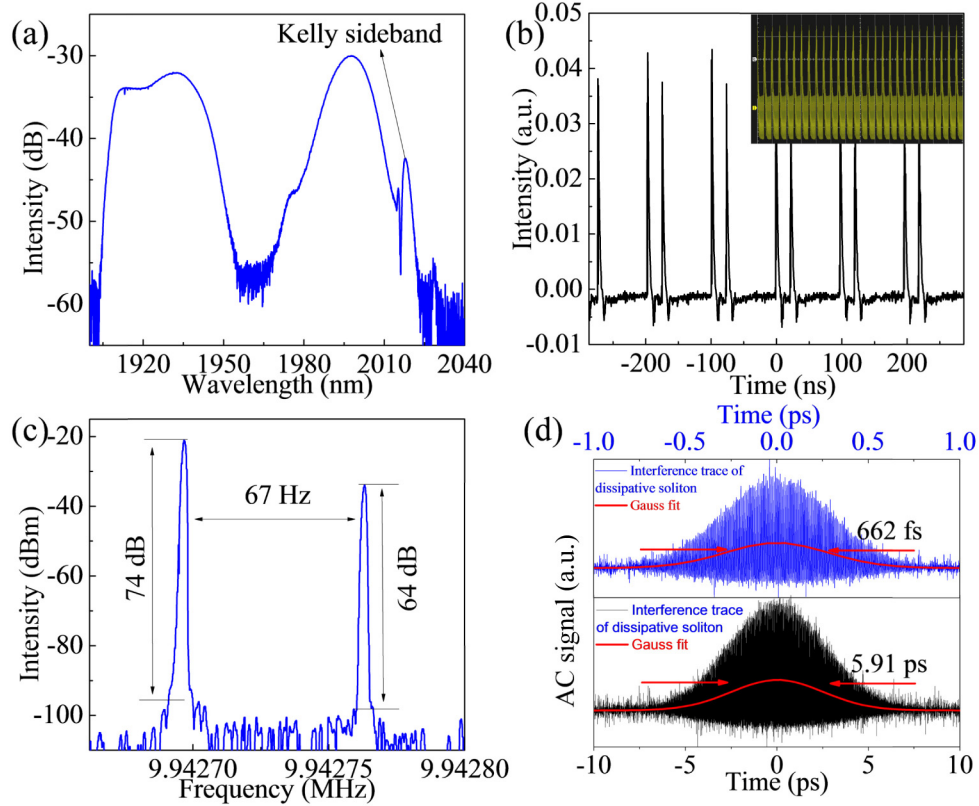 (a)
Kelly sideband
-30
-40
-50
-60
Intensity (dB)
1920 1950 1980 2010 2040
Wavelength (nm)
(b)
0.05
0.04
0.03
0.02
0.01
0.00
-0.01
Intensity (a.u.)
-200 -100 0 100 200
Time (ns)
(c)
-20
-40
-60
-80
-100
Intensity (dBm)
74 dB
67 Hz
64 dB
9.94270 9.94275 9.94280
Frequency (MHz)
(d)
Time (ps)
-1.0 -0.5 0.0 0.5 1.0
Interference trace of
dissipative soliton
Gauss fit
662 fs
Interference trace
of dissipative soliton
Gauss fit
5.91 ps
AC signal (a.u.)
-10 -5 0 5 10
Time (ps)